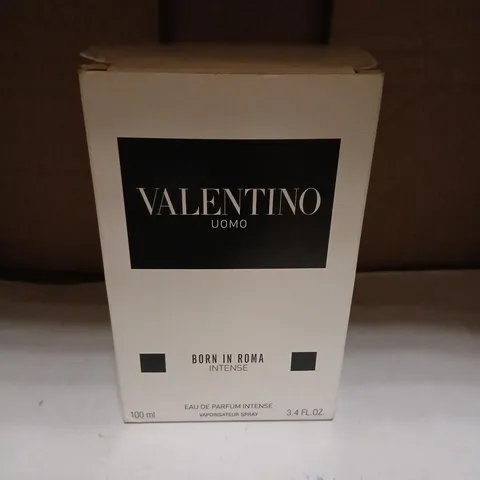 VALENTINO
UOMO
BORN IN ROMA
INTENSE
EAU DE PARFUM INTENSE
VAPORISATEUR SPRAY
100 ml
3.4 FL.OZ.